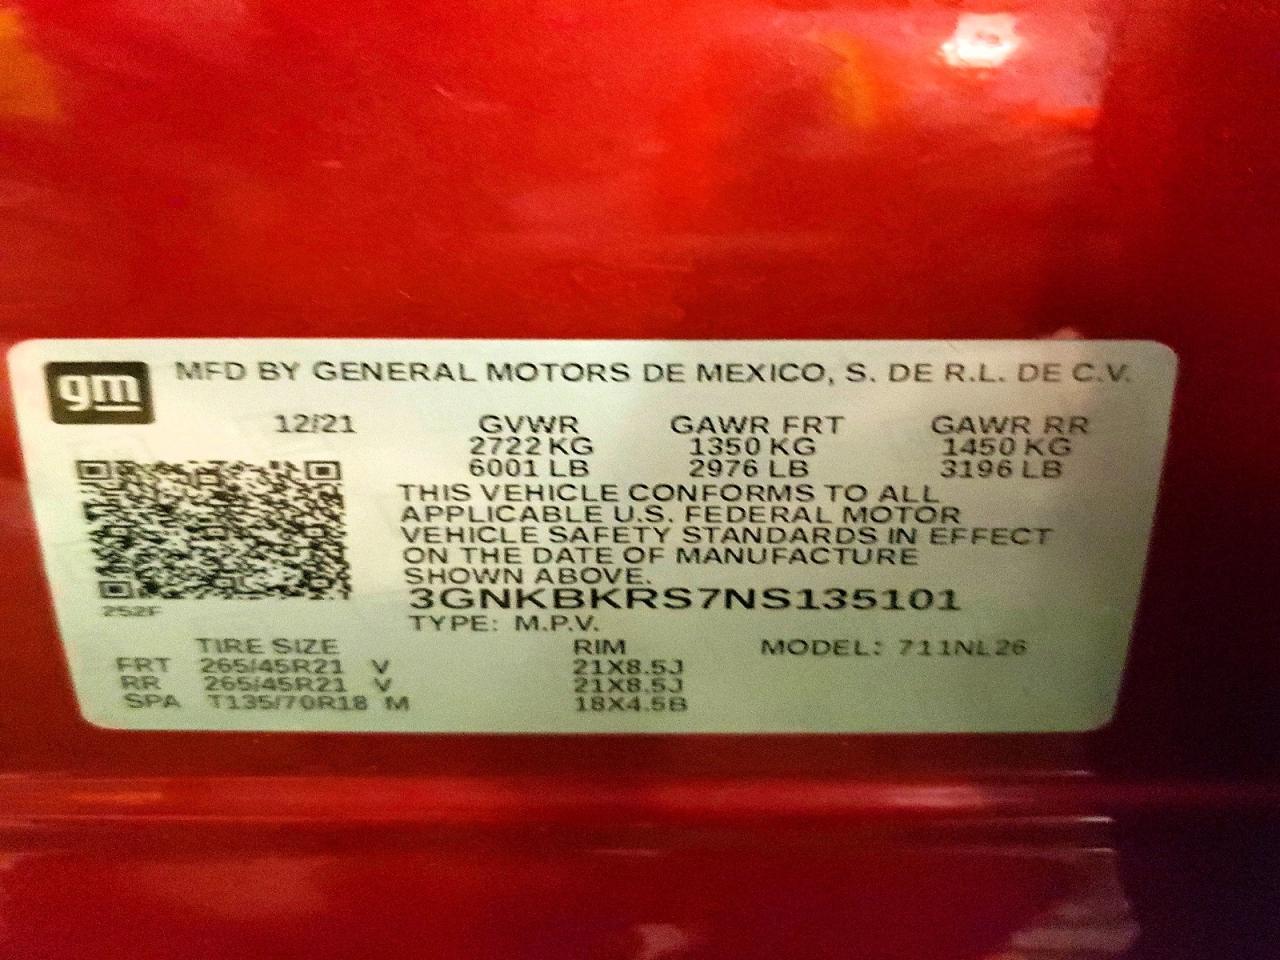 gm MFD BY GENERAL MOTORS DE MEXICO, S. DE R.L. DE C.V.
12/21 GVWR GAWR FRT GAWR RR
2722 KG 1350 KG 1450 KG
6001 LB 2976 LB 3196 LB
THIS VEHICLE CONFORMS TO ALL
APPLICABLE U.S. FEDERAL MOTOR
VEHICLE SAFETY STANDARDS IN EFFECT
ON THE DATE OF MANUFACTURE
SHOWN ABOVE.
3GNKBKRS7NS135101
252F
TYPE: M.P.V.
TIRE SIZE RIM MODEL: 711NL26
FRT 265/45R21 V 21X8.5J
RR 265/45R21 V 21X8.5J
SPA T135/70R18 M 18X4.5B